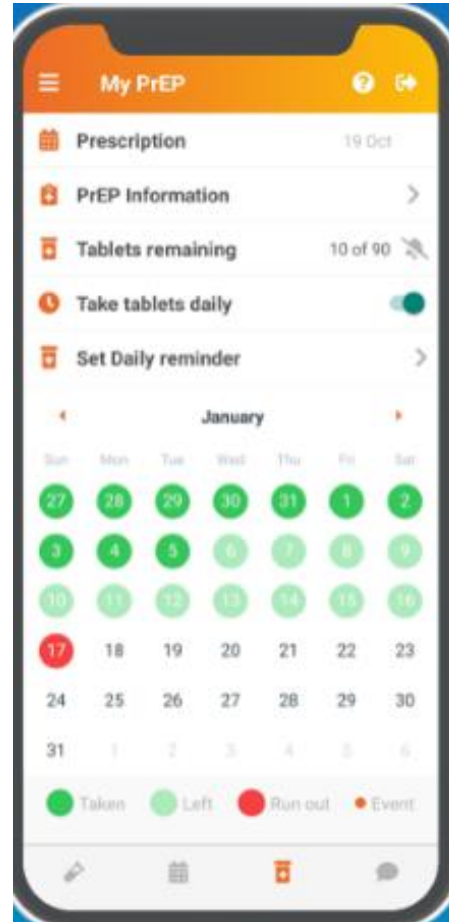 My PrEP
Prescription 19 Oct
PrEP Information
Tablets remaining 10 of 90
Take tablets daily
Set Daily reminder
January
Sun Mon Tue Wed Thu Fri Sat
27 28 29 30 31 1 2
3 4 5 6 7 8 9
10 11 12 13 14 15 16
17 18 19 20 21 22 23
24 25 26 27 28 29 30
31 1 2 3 4 5 6
Taken Left Run out Event